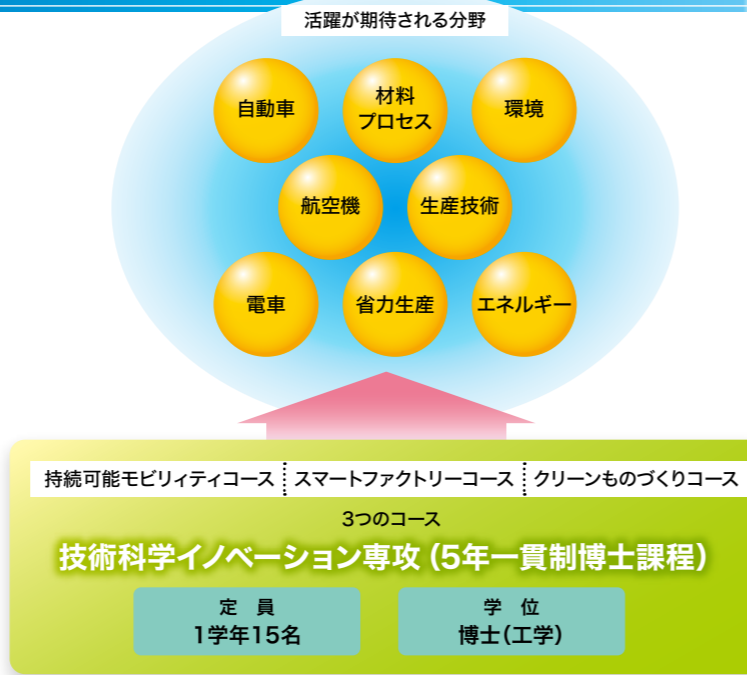 活躍が期待される分野
自動車
材料
プロセス
環境
航空機
生産技術
電車
省力生産
エネルギー
持続可能モビリィティコース
スマートファクトリーコース
クリーンものづくりコース
3つのコース
技術科学イノベーション専攻（5年一貫制博士課程）
定　員
1学年15名
学　位
博士（工学）